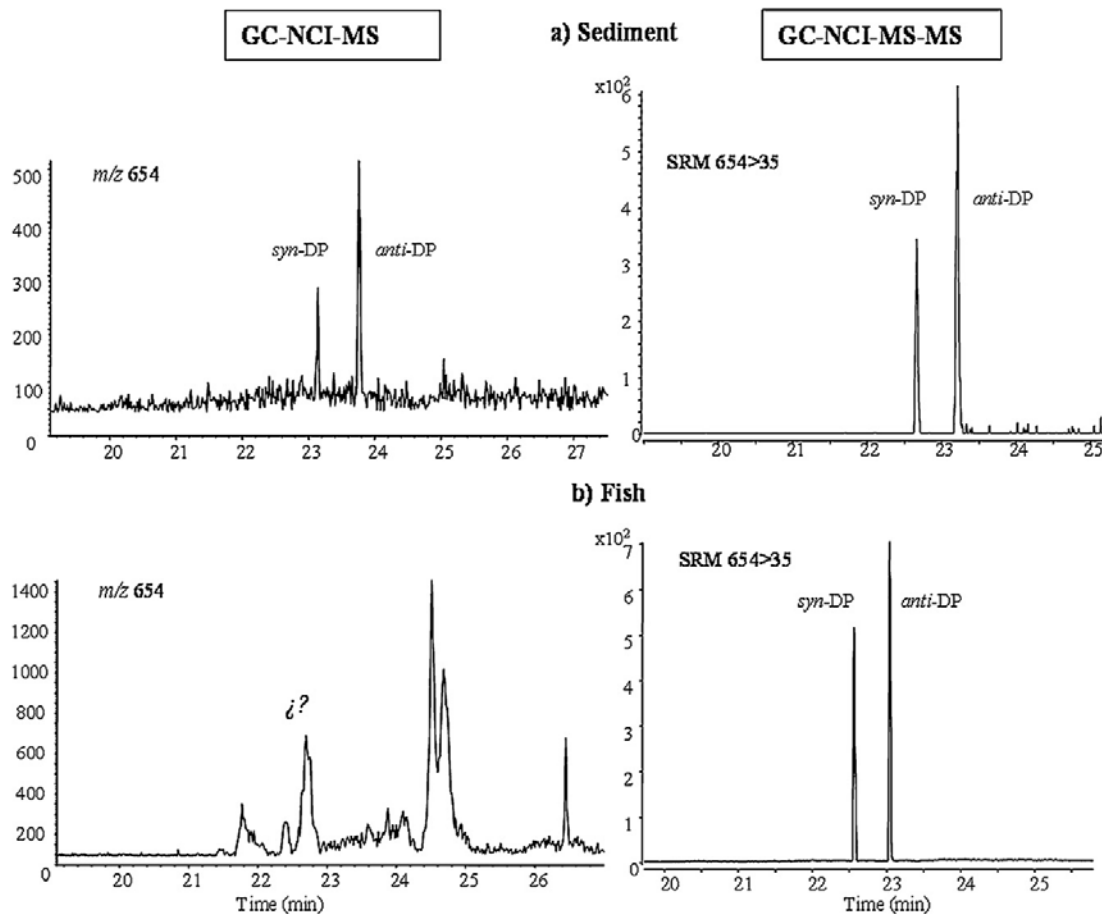 GC-NCI-MS
a) Sediment
GC-NCI-MS-MS
m/z 654
syn-DP
anti-DP
500
400
300
200
100
0
20 21 22 23 24 25 26 27
x10²
6
5
4
3
2
1
0
SRM 654>35
syn-DP
anti-DP
20 21 22 23 24 25
b) Fish
m/z 654
¿?
1400
1200
1000
800
600
400
200
0
20 21 22 23 24 25 26
Time (min)
x10²
7
6
5
4
3
2
1
0
SRM 654>35
syn-DP
anti-DP
20 21 22 23 24 25
Time (min)